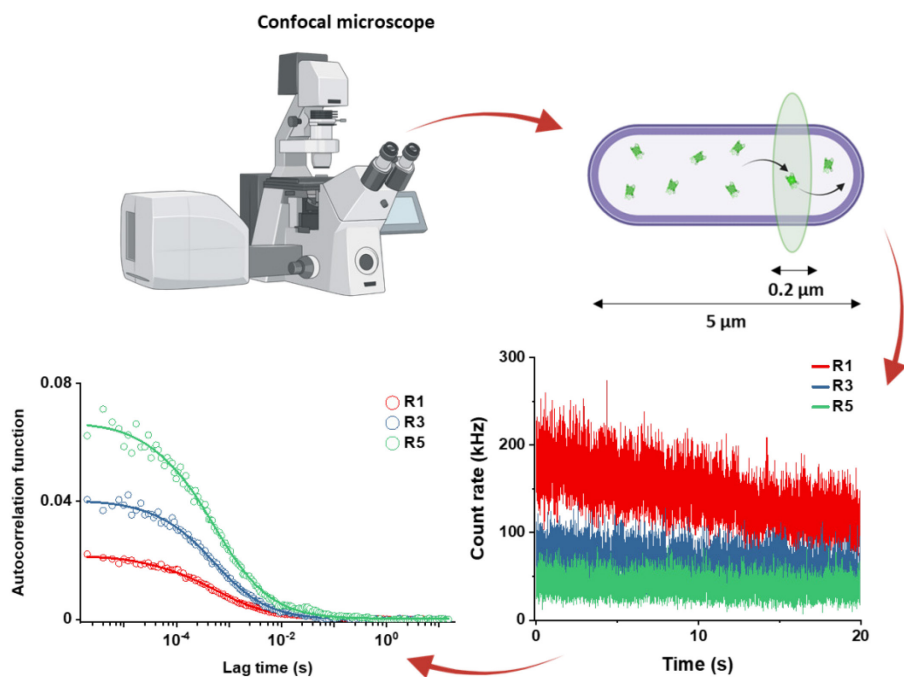 Confocal microscope
0.2 µm
5 µm
0.08
0.04
0
Autocorrelation function
R1
R3
R5
10⁻⁴
10⁻²
10⁰
Lag time (s)
300
200
100
50
0
Count rate (kHz)
R1
R3
R5
0
10
20
Time (s)